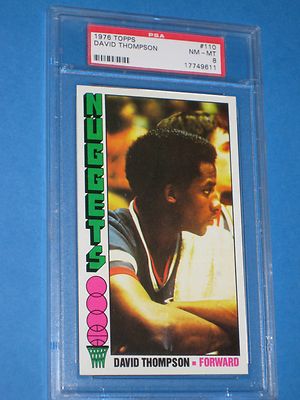 PSA
1976 TOPPS #110
DAVID THOMPSON NM - MT
8
17749611
NUGGETS
DAVID THOMPSON ▪ FORWARD